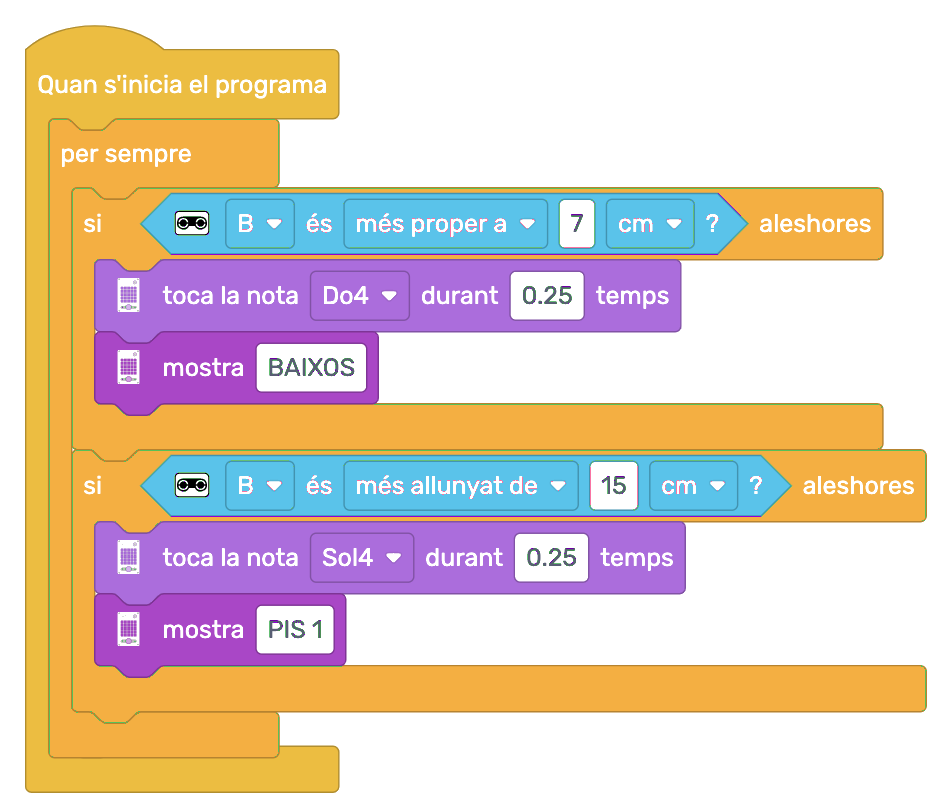 Quan s'inicia el programa
per sempre
si B és més proper a 7 cm ? aleshores
toca la nota Do4 durant 0.25 temps
mostra BAIXOS
si B és més allunyat de 15 cm ? aleshores
toca la nota Sol4 durant 0.25 temps
mostra PIS 1